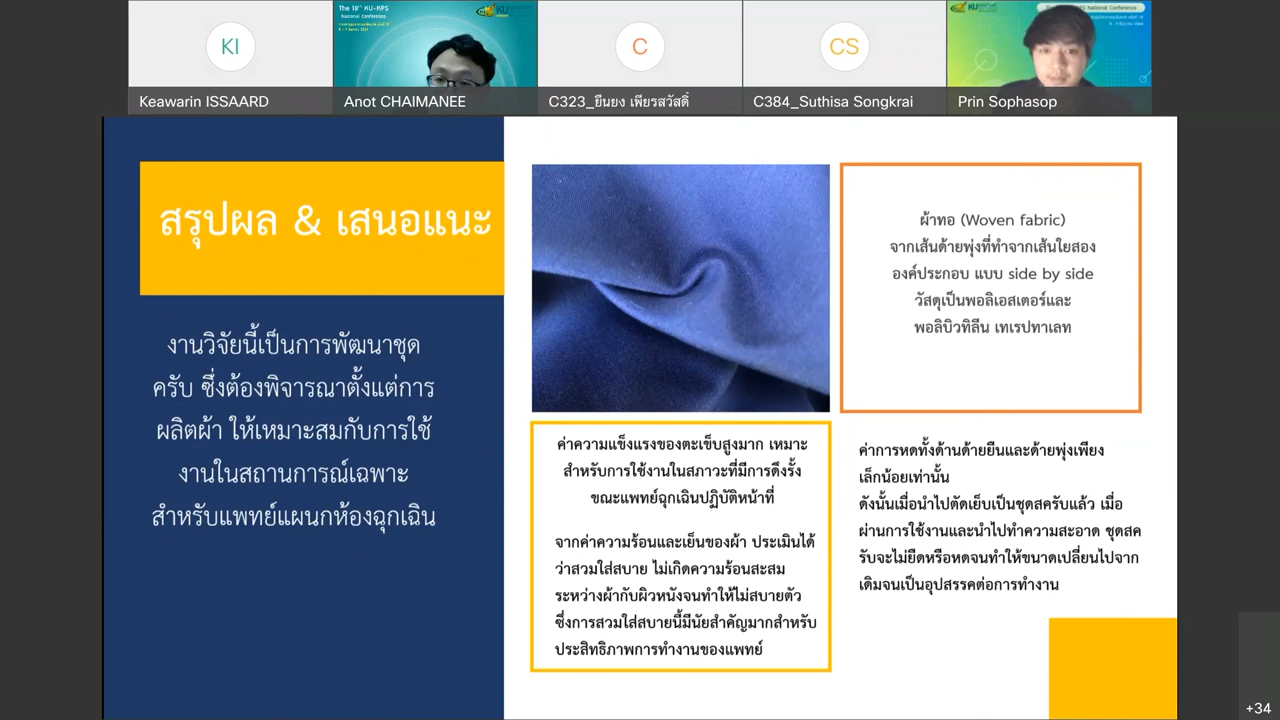 The 18th KU-KPS
National Conference
KU
National Conference
KI
C
CS
Keawarin ISSAARD
Anot CHAIMANEE
C323_ยืนยง เพียรสวัสดิ์
C384_Suthisa Songkrai
Prin Sophasop
สรุปผล & เสนอแนะ
งานวิจัยนี้เป็นการพัฒนาชุด
ครับ ซึ่งต้องพิจารณาตั้งแต่การ
ผลิตผ้า ให้เหมาะสมกับการใช้
งานในสถานการณ์เฉพาะ
สำหรับแพทย์แผนกห้องฉุกเฉิน
ผ้าทอ (Woven fabric)
จากเส้นด้ายพุ่งที่ทำจากเส้นใยสอง
องค์ประกอบ แบบ side by side
วัสดุเป็นพอลิเอสเตอร์และ
พอลิบิวทิลีน เทเรปทาเลท
ค่าความแข็งแรงของตะเข็บสูงมาก เหมาะ
สำหรับการใช้งานในสภาวะที่มีการดึงรั้ง
ขณะแพทย์ฉุกเฉินปฏิบัติหน้าที่
จากค่าความร้อนและเย็นของผ้า ประเมินได้
ว่าสวมใส่สบาย ไม่เกิดความร้อนสะสม
ระหว่างผ้ากับผิวหนังจนทำให้ไม่สบายตัว
ซึ่งการสวมใส่สบายนี้มีนัยสำคัญมากสำหรับ
ประสิทธิภาพการทำงานของแพทย์
ค่าการหดทั้งด้านด้ายยืนและด้ายพุ่งเพียง
เล็กน้อยเท่านั้น
ดังนั้นเมื่อนำไปตัดเย็บเป็นชุดสครับแล้ว เมื่อ
ผ่านการใช้งานและนำไปทำความสะอาด ชุดสค
รับจะไม่ยืดหรือหดจนทำให้ขนาดเปลี่ยนไปจาก
เดิมจนเป็นอุปสรรคต่อการทำงาน
+34